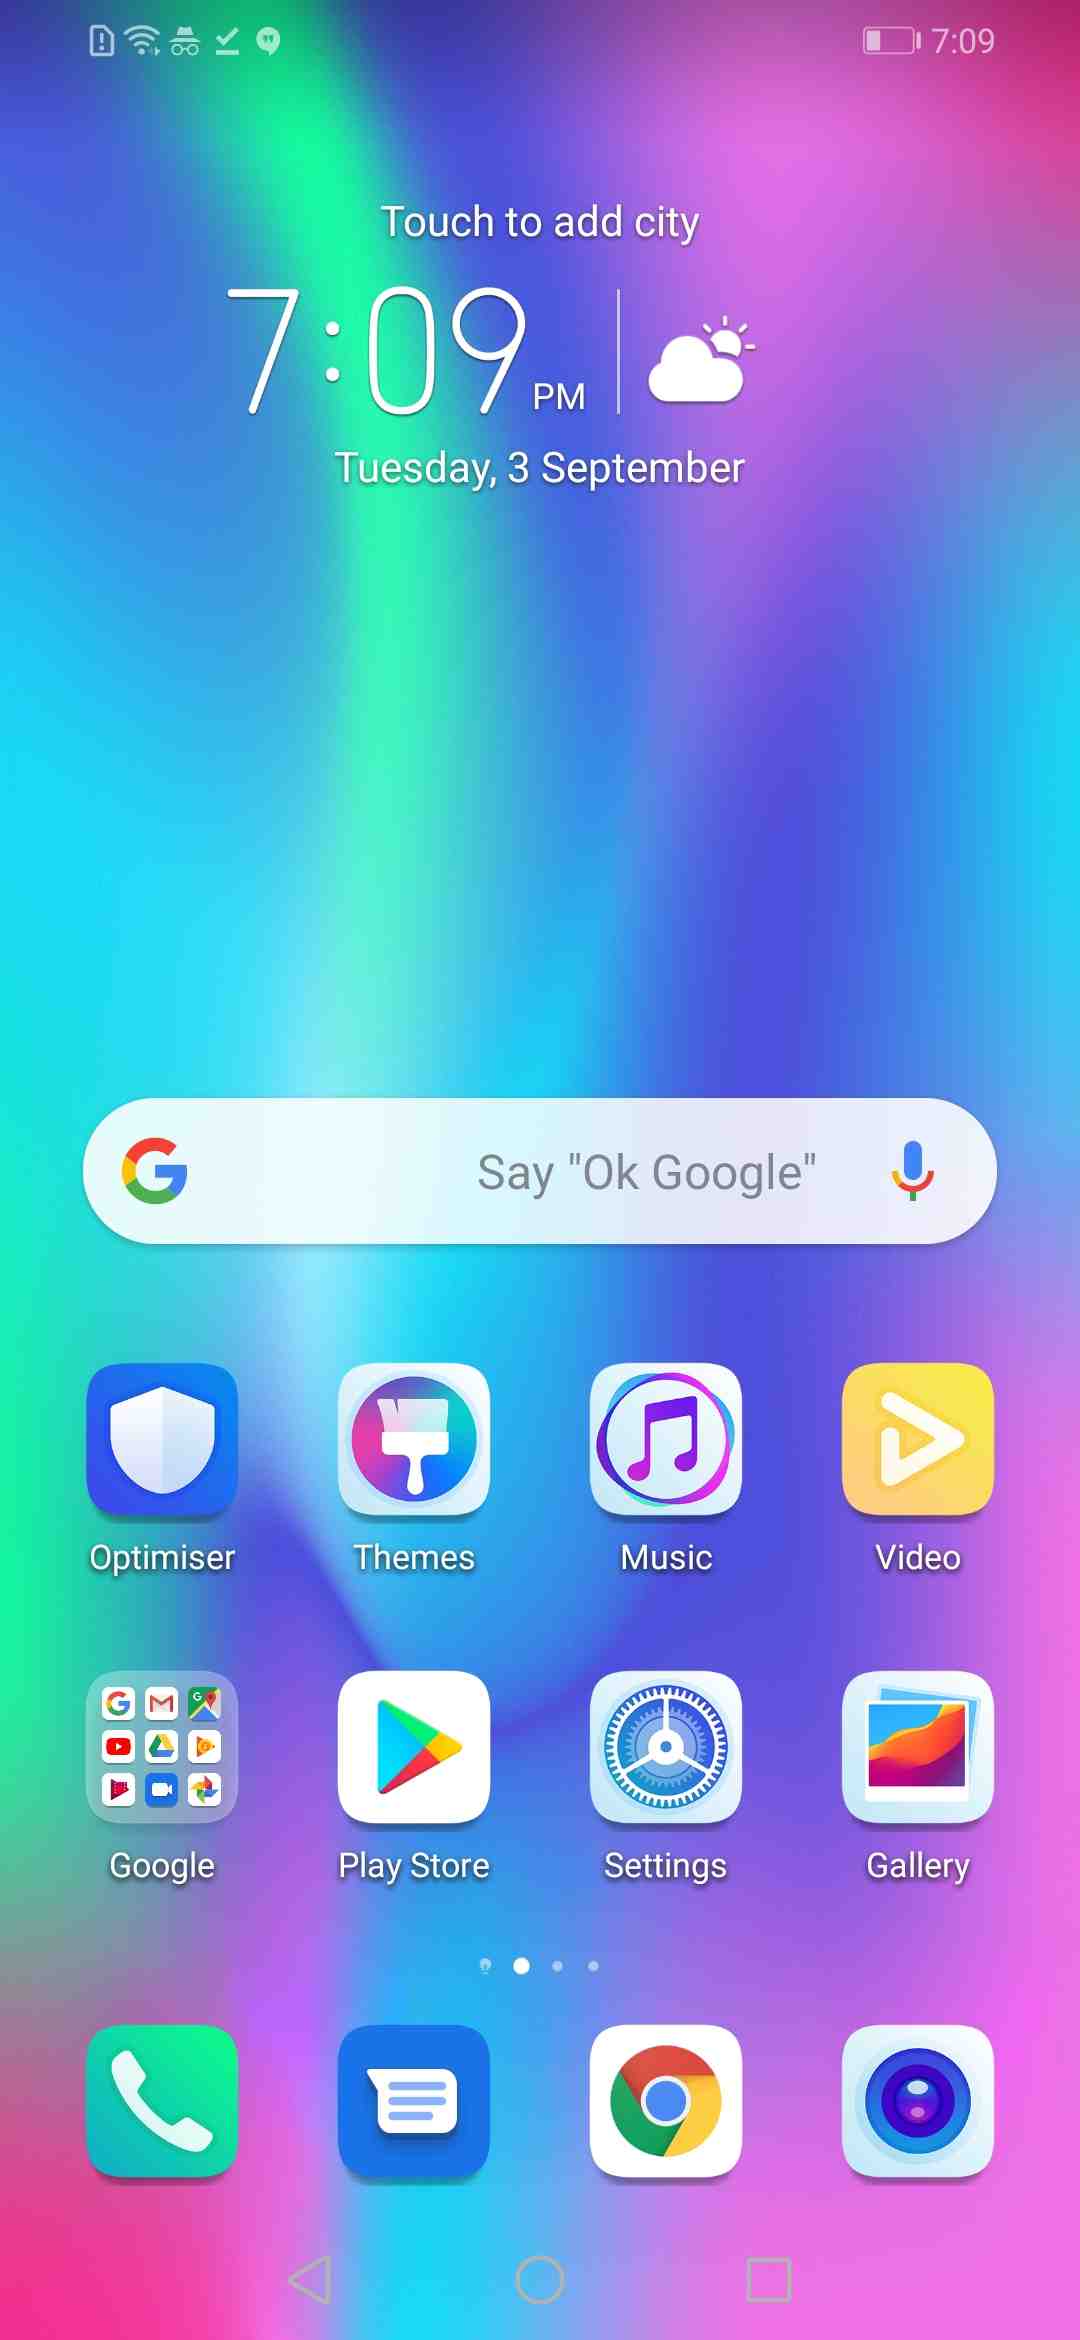 7:09
Touch to add city
7:09 PM
Tuesday, 3 September
Say "Ok Google"
Optimiser Themes Music Video
Google Play Store Settings Gallery